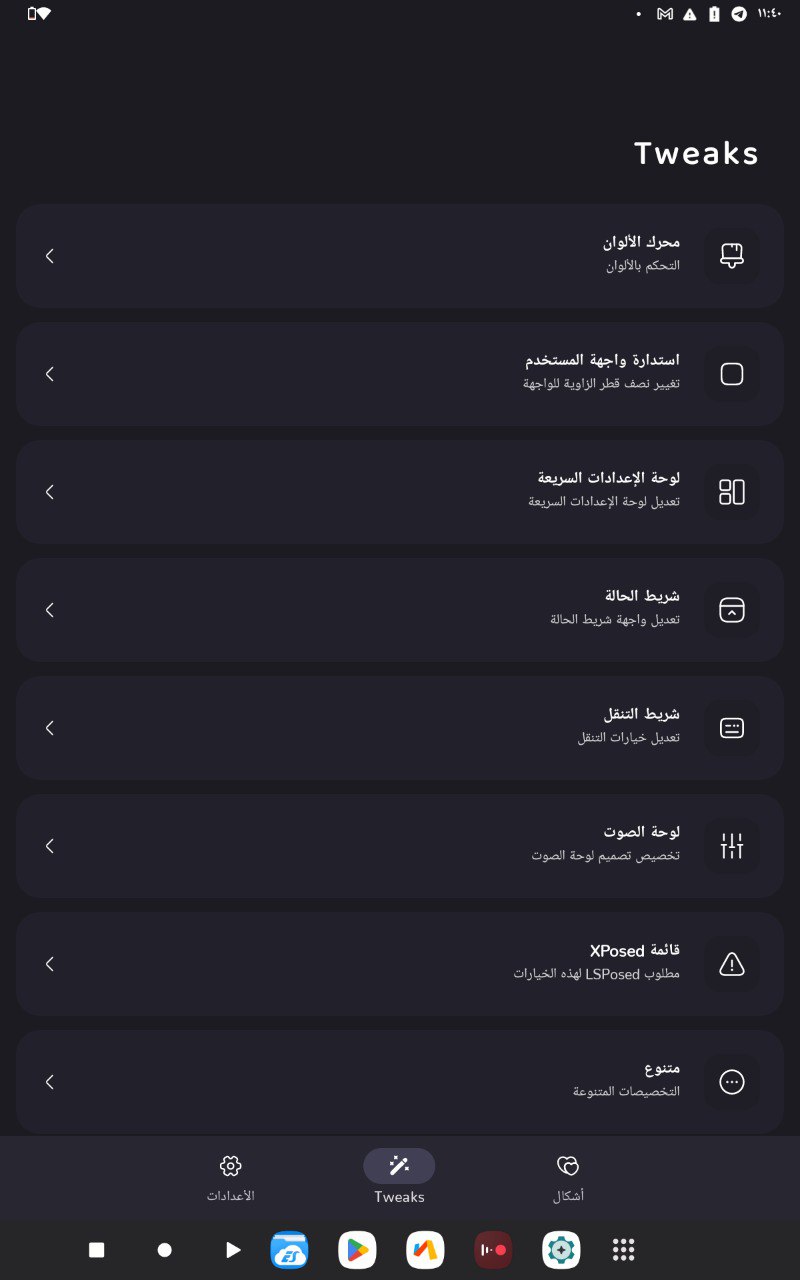 ١١:٤٠
Tweaks
محرك الألوان
التحكم بالألوان
استدارة واجهة المستخدم
تغيير نصف قطر الزاوية للواجهة
لوحة الإعدادات السريعة
تعديل لوحة الإعدادات السريعة
شريط الحالة
تعديل واجهة شريط الحالة
شريط التنقل
تعديل خيارات التنقل
لوحة الصوت
تخصيص تصميم لوحة الصوت
قائمة XPosed
مطلوب LSPosed لهذه الخيارات
متنوع
التخصيصات المتنوعة
أشكال
Tweaks
الأعدادات
ES